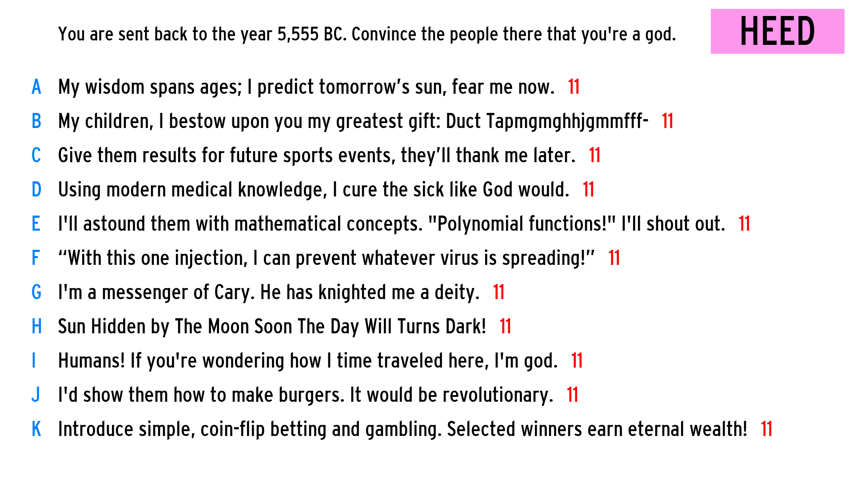 You are sent back to the year 5,555 BC. Convince the people there that you're a god.
HEED
A My wisdom spans ages; I predict tomorrow’s sun, fear me now. 11
B My children, I bestow upon you my greatest gift: Duct Tapmgmghhjgmmfff- 11
C Give them results for future sports events, they’ll thank me later. 11
D Using modern medical knowledge, I cure the sick like God would. 11
E I'll astound them with mathematical concepts. "Polynomial functions!" I'll shout out. 11
F “With this one injection, I can prevent whatever virus is spreading!” 11
G I'm a messenger of Cary. He has knighted me a deity. 11
H Sun Hidden by The Moon Soon The Day Will Turns Dark! 11
I Humans! If you're wondering how I time traveled here, I'm god. 11
J I'd show them how to make burgers. It would be revolutionary. 11
K Introduce simple, coin-flip betting and gambling. Selected winners earn eternal wealth! 11